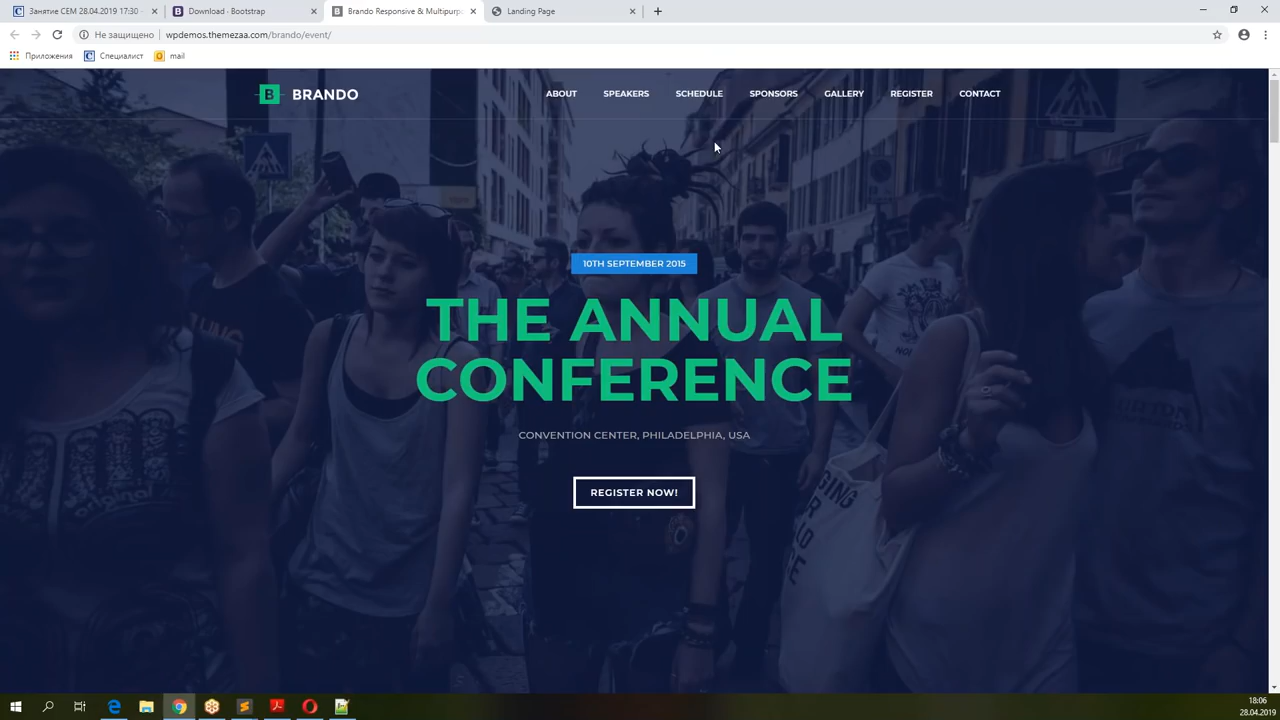 Занятие СЕМ 28.04.2019 17:30 -
Download · Bootstrap
Brando Responsive & Multipurp
Landing Page
Не защищено
wpdemos.themezaa.com/brando/event/
Приложения
Специалист
mail
B BRANDO
ABOUT SPEAKERS SCHEDULE SPONSORS GALLERY REGISTER CONTACT
10TH SEPTEMBER 2015
THE ANNUAL
CONFERENCE
CONVENTION CENTER, PHILADELPHIA, USA
REGISTER NOW!
18:06
28.04.2019